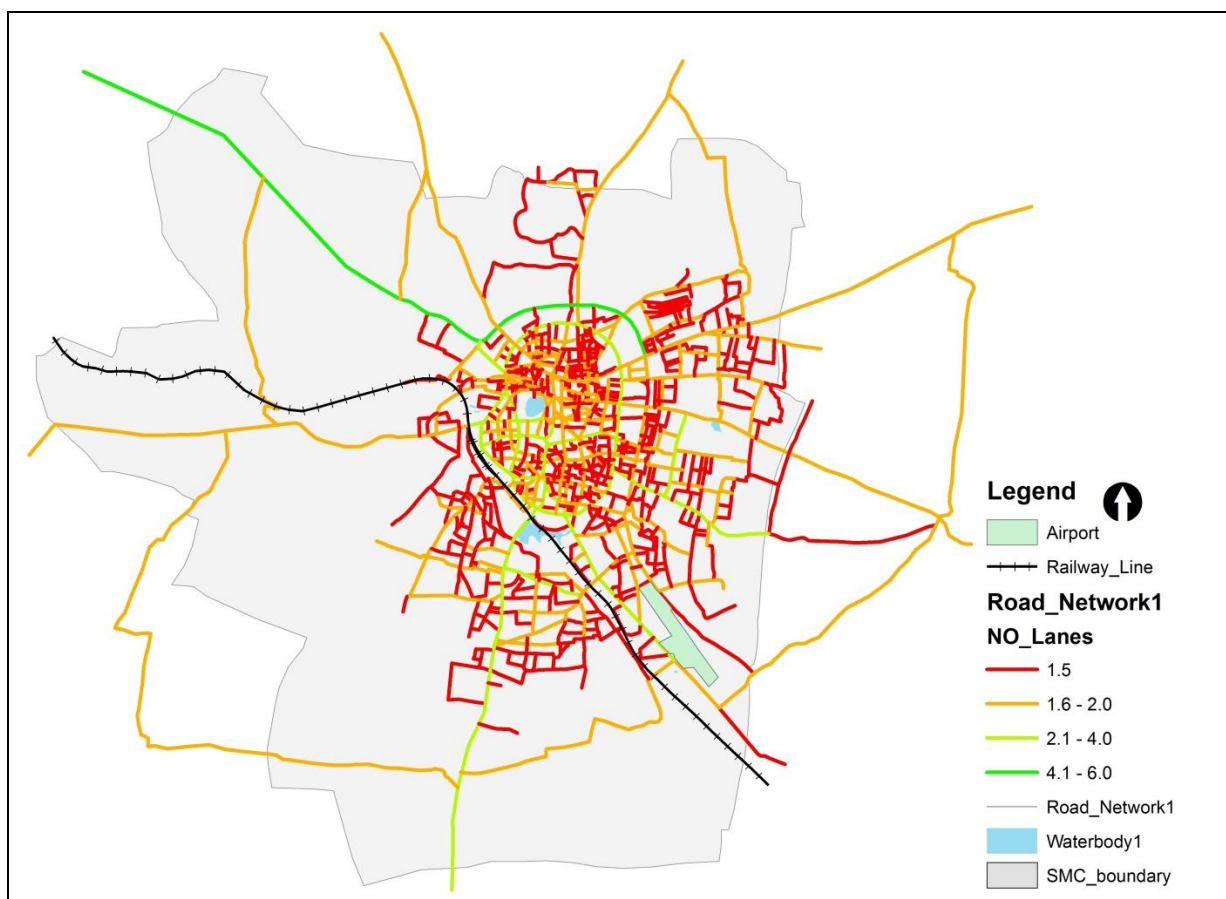 Legend
Airport
Railway_Line
Road_Network1
NO_Lanes
1.5
1.6 - 2.0
2.1 - 4.0
4.1 - 6.0
Road_Network1
Waterbody1
SMC_boundary